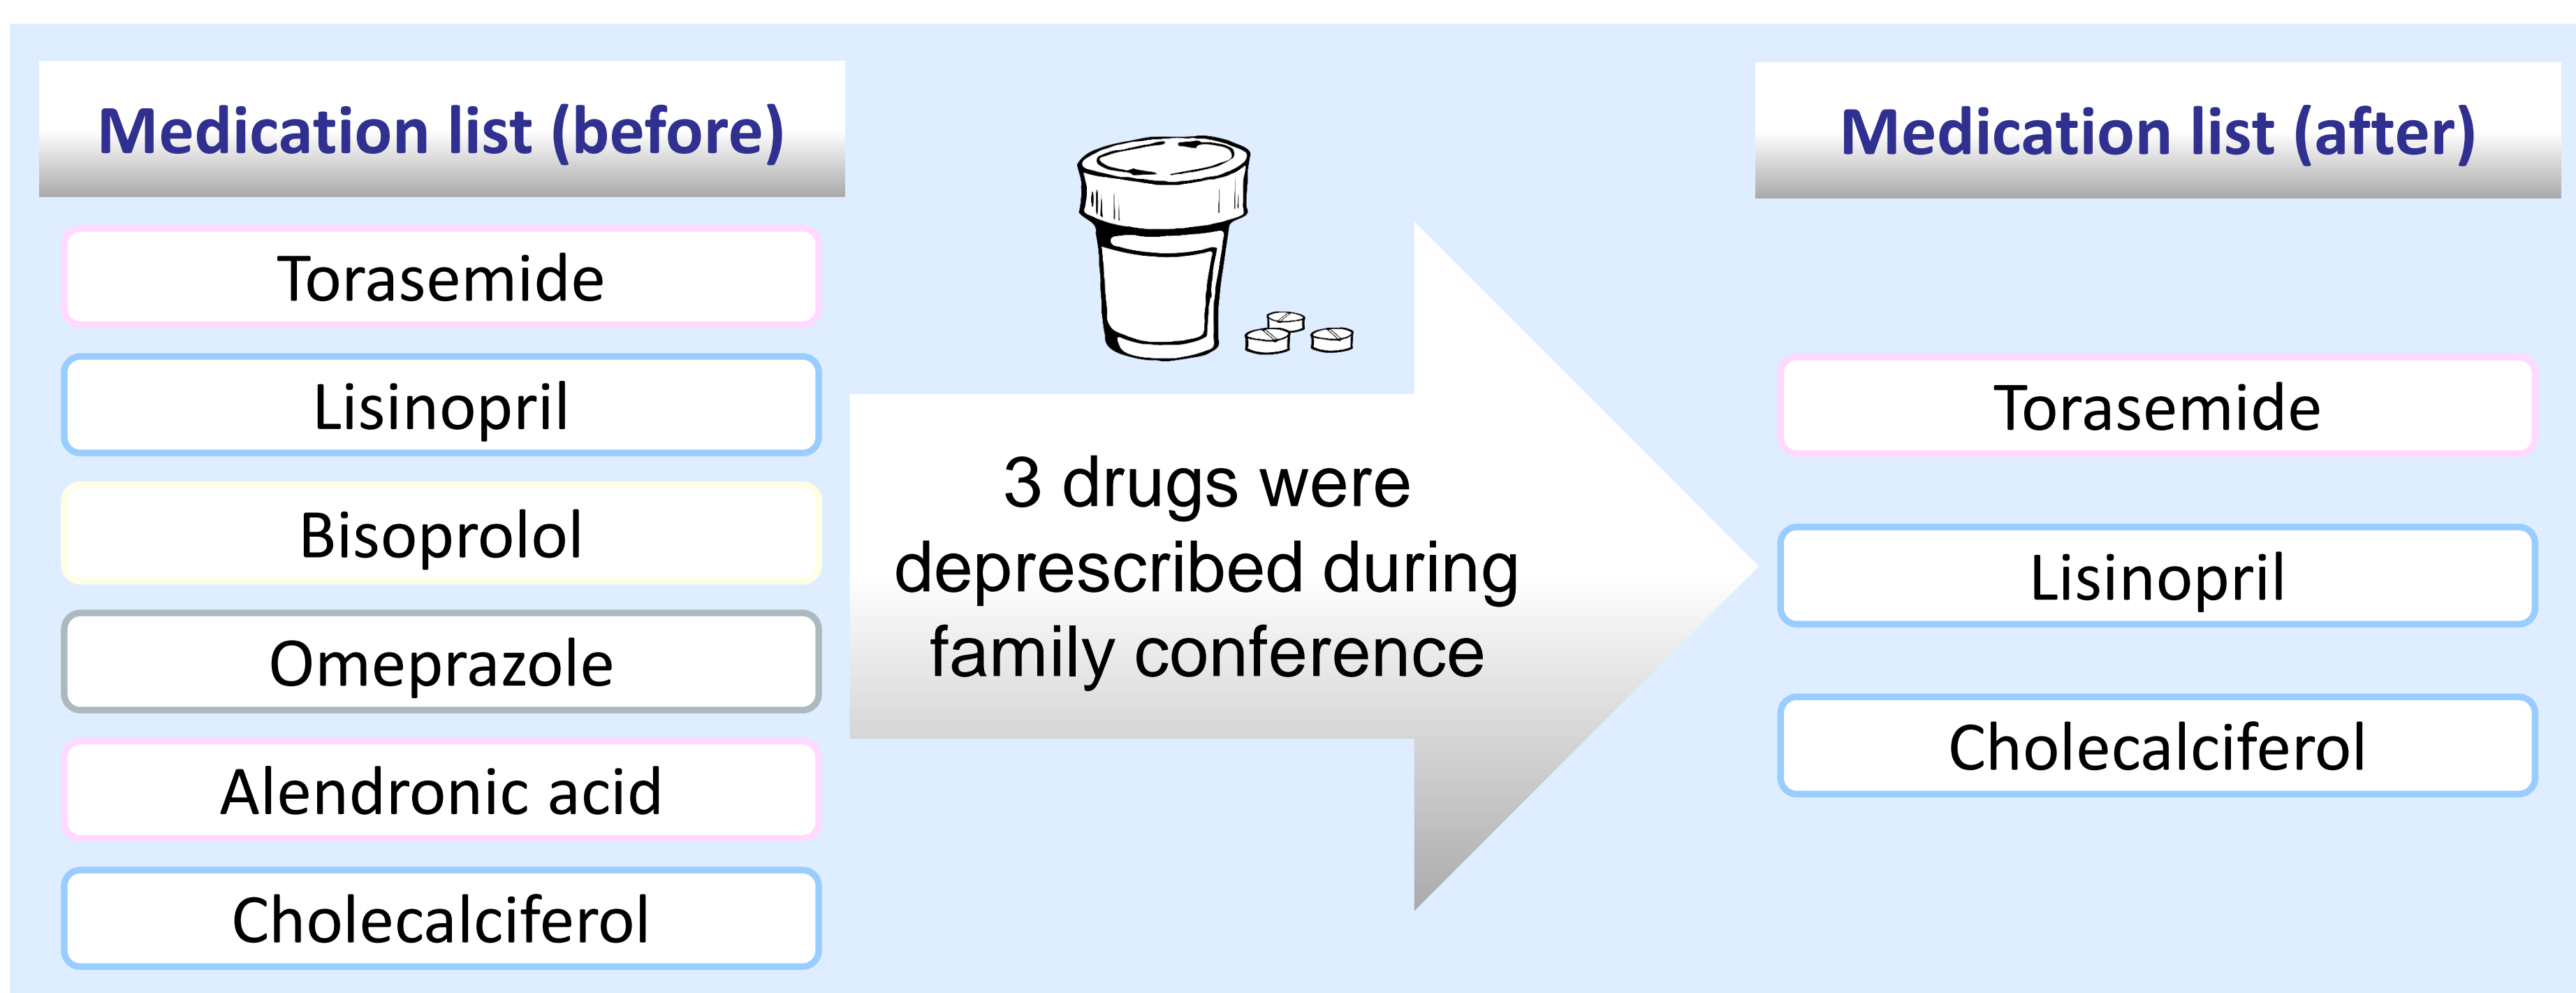 Medication list (before)
Torasemide
Lisinopril
Bisoprolol
Omeprazole
Alendronic acid
Cholecalciferol
3 drugs were
deprescribed during
family conference
Medication list (after)
Torasemide
Lisinopril
Cholecalciferol